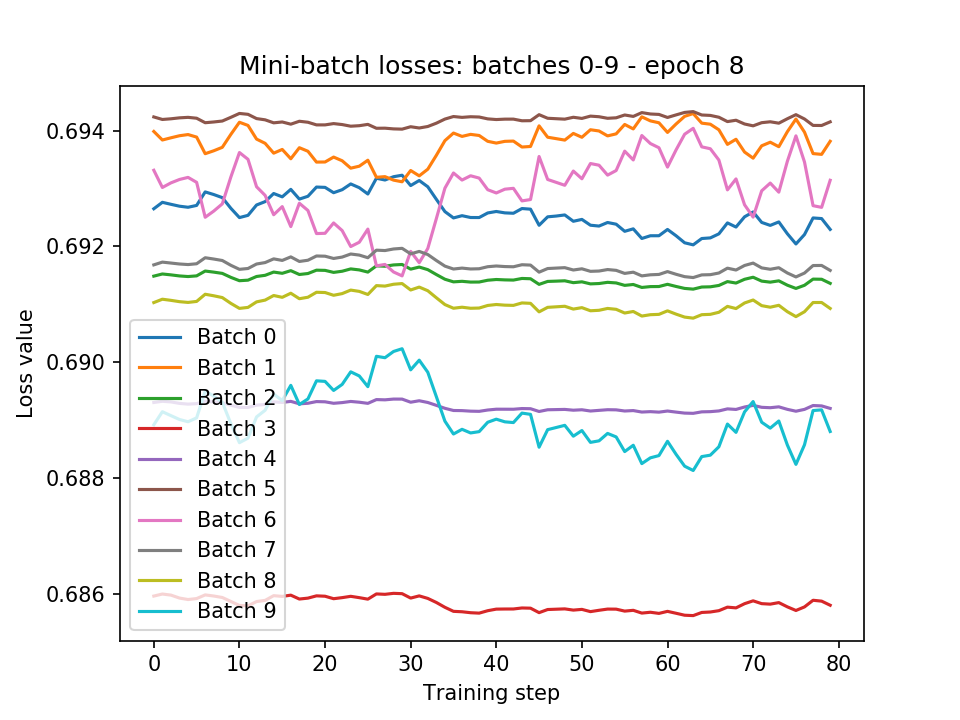 Mini-batch losses: batches 0-9 - epoch 8
Loss value
0.694
0.692
0.690
0.688
0.686
Batch 0
Batch 1
Batch 2
Batch 3
Batch 4
Batch 5
Batch 6
Batch 7
Batch 8
Batch 9
0 10 20 30 40 50 60 70 80
Training step